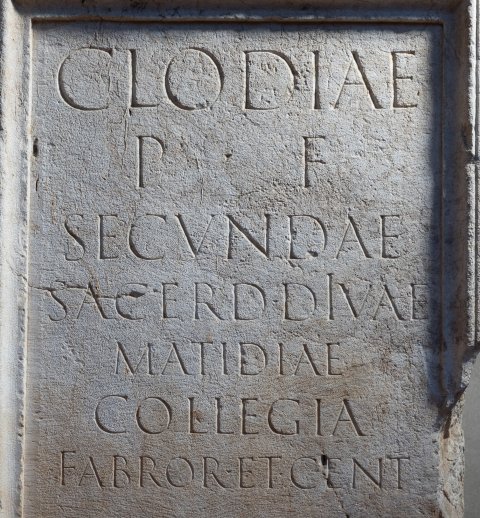 CLODIAE
P · F
SECVNDAE
SACERD·DIVAE
MATIDIAE
COLLEGIA
FABROR·ET·CENT